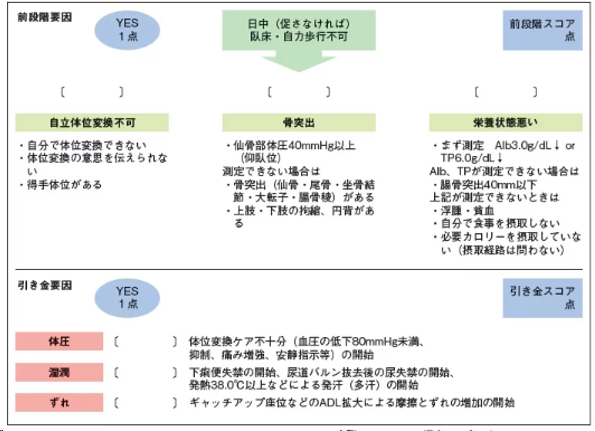 前段階要因
YES
1点
日中（促さなければ）
臥床・自力歩行不可
前段階スコア
点
〔　　　〕
〔　　　〕
〔　　　〕
自立体位変換不可
骨突出
栄養状態悪い
・自分で体位変換できない
・体位変換の意思を伝えられな
い
・得手体位がある
・仙骨部体圧40mmHg以上
（仰臥位）
測定できない場合は
・骨突出（仙骨・尾骨・坐骨結
節・大転子・腸骨稜）がある
・上肢・下肢の拘縮、円背があ
る
・まず測定　Alb3.0g/dL↓ or
TP6.0g/dL↓
Alb、TPが測定できない場合は
・腸骨突出40mm以下
上記が測定できないときは
・浮腫・貧血
・自分で食事を摂取しない
・必要カロリーを摂取していな
い（摂取経路は問わない）
引き金要因
YES
1点
引き金スコア
点
体圧　〔　　　〕　体位変換ケア不十分（血圧の低下80mmHg未満、
抑制、痛み増強、安静指示等）の開始
湿潤　〔　　　〕　下痢便失禁の開始、尿道バルン抜去後の尿失禁の開始、
発熱38.0℃以上などによる発汗（多汗）の開始
ずれ　〔　　　〕　ギャッチアップ座位などのADL拡大による摩擦とずれの増加の開始